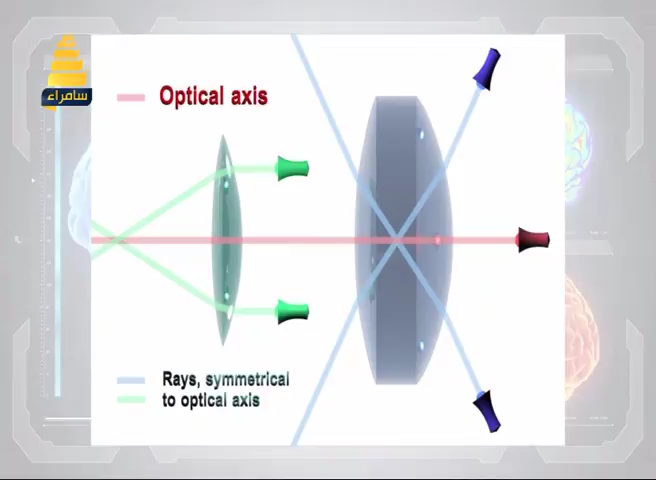 سامراء
Optical axis
Rays, symmetrical
to optical axis